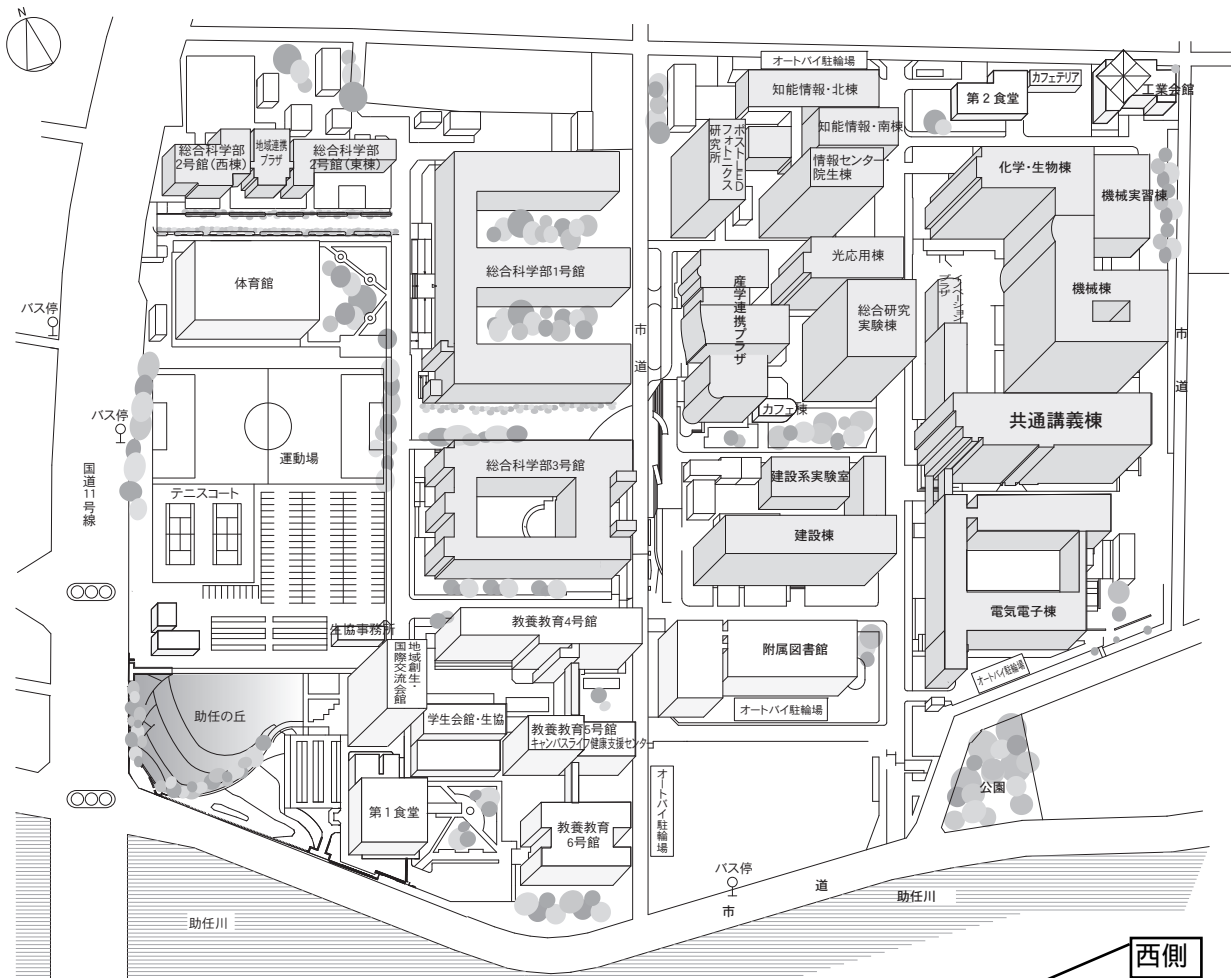 N
オートバイ駐輪場
知能情報・北棟
第2食堂
カフェテリア
工業会館
総合科学部
2号館(西棟)
地域連携
プラザ
総合科学部
2号館(東棟)
ポストLED
フォトニクス
研究所
知能情報・南棟
情報センター・
院生棟
化学・生物棟
機械実習棟
体育館
総合科学部1号館
光応用棟
産学連携プラザ
総合研究
実験棟
イノベーション
プラザ
機械棟
バス停
市
道
市
道
バス停
カフェ棟
共通講義棟
国道11号線
運動場
総合科学部3号館
建設系実験室
テニスコート
建設棟
電気電子棟
生協事務所
教養教育4号館
地域創生・
国際交流会館
附属図書館
オートバイ駐輪場
助任の丘
学生会館・生協
教養教育5号館
キャンパスライフ健康支援センター
オートバイ駐輪場
オートバイ駐輪場
公園
第1食堂
教養教育
6号館
バス停
市
道
助任川
助任川
西側